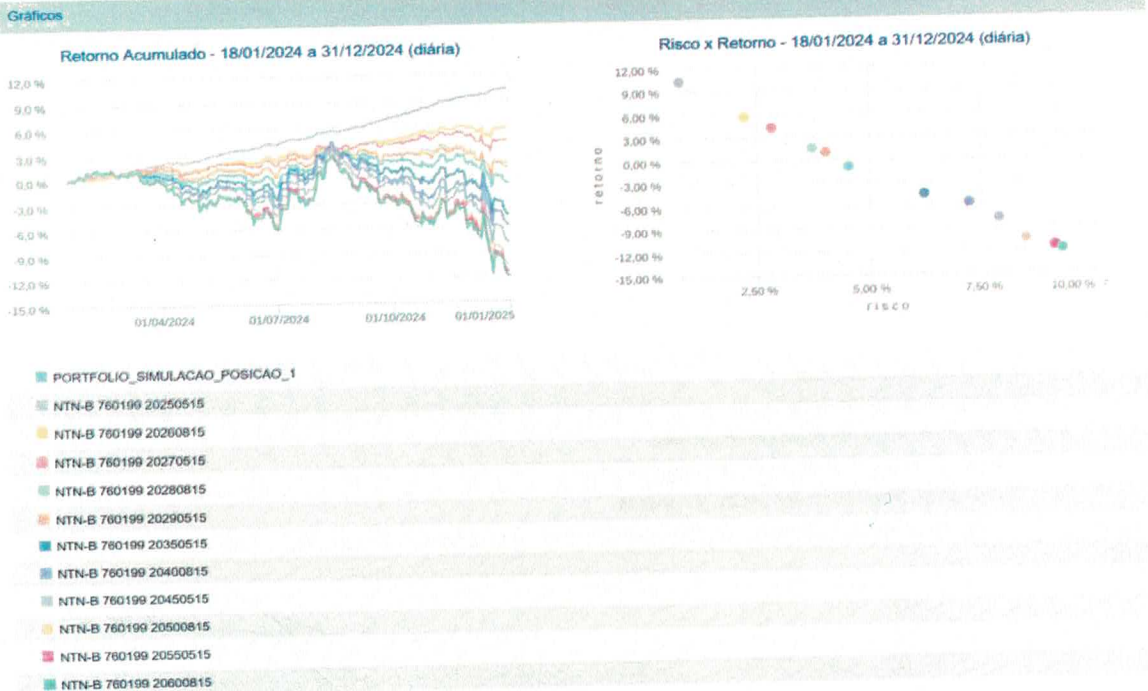 Gráficos
Retorno Acumulado - 18/01/2024 a 31/12/2024 (diária)
12,0 %
9,0 %
6,0 %
3,0 %
0,0 %
-3,0 %
-6,0 %
-9,0 %
-12,0 %
-15,0 %
01/04/2024
01/07/2024
01/10/2024
01/01/2025
Risco x Retorno - 18/01/2024 a 31/12/2024 (diária)
retorno
12,00 %
9,00 %
6,00 %
3,00 %
0,00 %
-3,00 %
-6,00 %
-9,00 %
-12,00 %
-15,00 %
2,50 %
5,00 %
7,50 %
10,00 %
risco
PORTFOLIO_SIMULACAO_POSICAO_1
NTN-B 760199 20250515
NTN-B 760199 20260815
NTN-B 760199 20270515
NTN-B 760199 20280815
NTN-B 760199 20290515
NTN-B 760199 20350515
NTN-B 760199 20400815
NTN-B 760199 20450515
NTN-B 760199 20500815
NTN-B 760199 20550515
NTN-B 760199 20600815